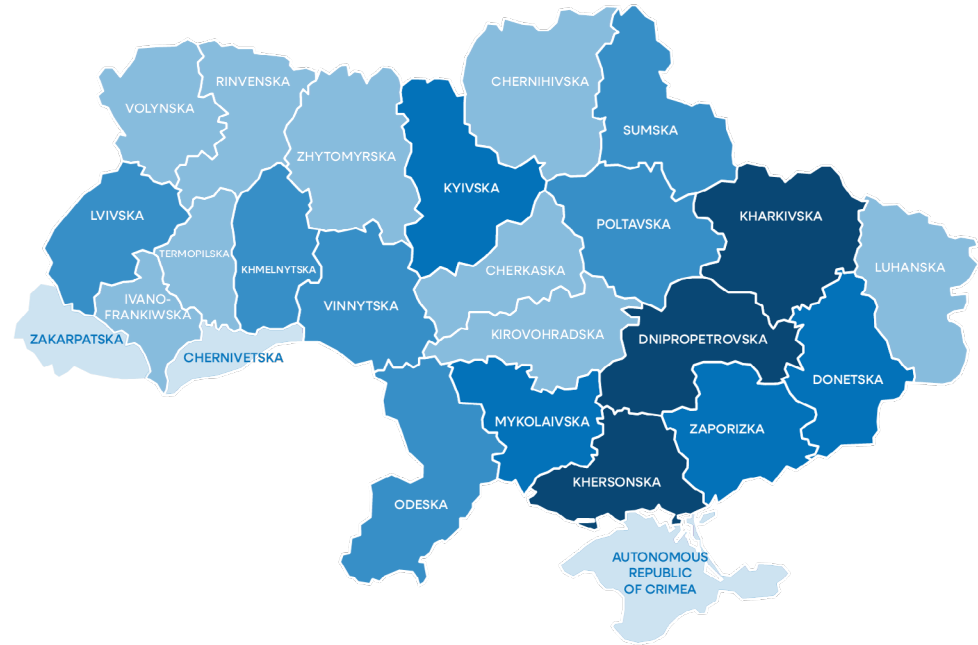 CHERNIHIVSKA
RINVENSKA
VOLYNSKA
SUMSKA
ZHYTOMYRSKA
KYIVSKA
LVIVSKA
KHARKIVSKA
POLTAVSKA
TERMOPILSKA
KHMELNYTSKA
CHERKASKA
LUHANSKA
IVANO-
FRANKIWSKA
VINNYTSKA
KIROVOHRADSKA
ZAKARPATSKA
DNIPROPETROVSKA
CHERNIVETSKA
DONETSKA
MYKOLAIVSKA
ZAPORIZKA
KHERSONSKA
ODESKA
AUTONOMOUS
REPUBLIC
OF CRIMEA